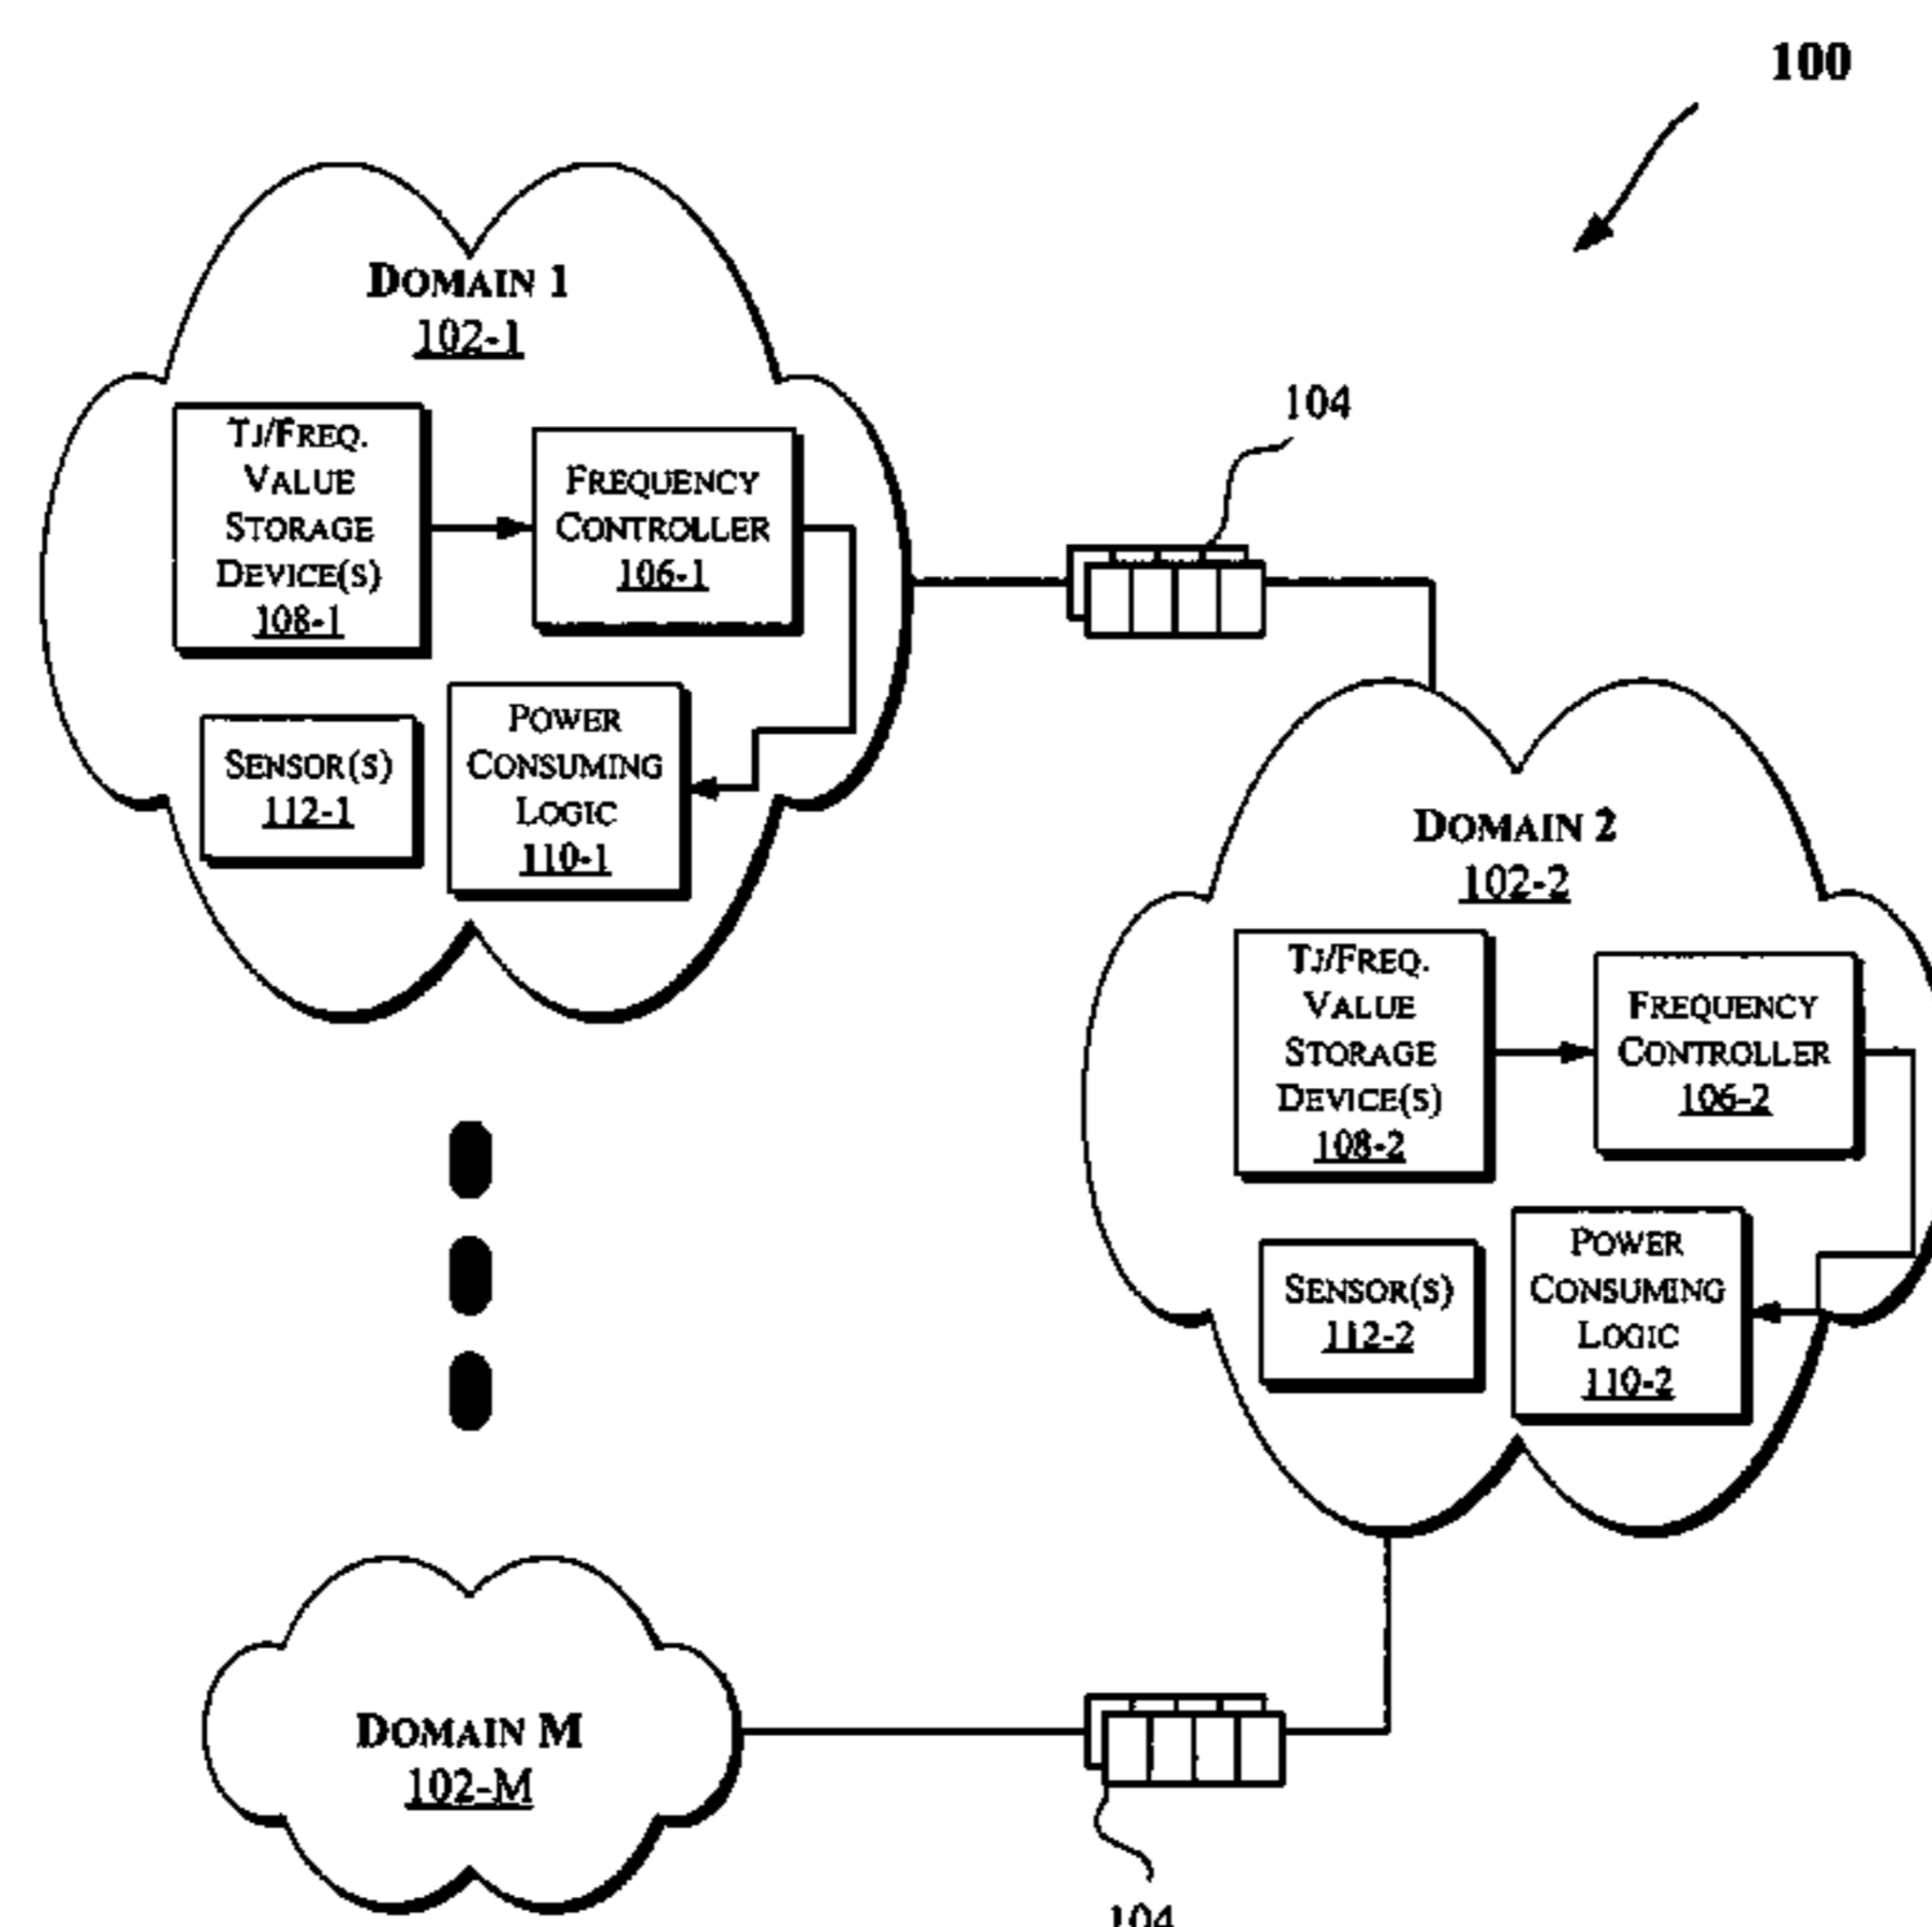 100
DOMAIN 1
102-1
TJ/FREQ.
VALUE
STORAGE
DEVICE(S)
108-1
FREQUENCY
CONTROLLER
106-1
104
SENSOR(S)
112-1
POWER
CONSUMING
LOGIC
110-1
DOMAIN 2
102-2
TJ/FREQ.
VALUE
STORAGE
DEVICE(S)
108-2
FREQUENCY
CONTROLLER
106-2
SENSOR(S)
112-2
POWER
CONSUMING
LOGIC
110-2
DOMAIN M
102-M
104